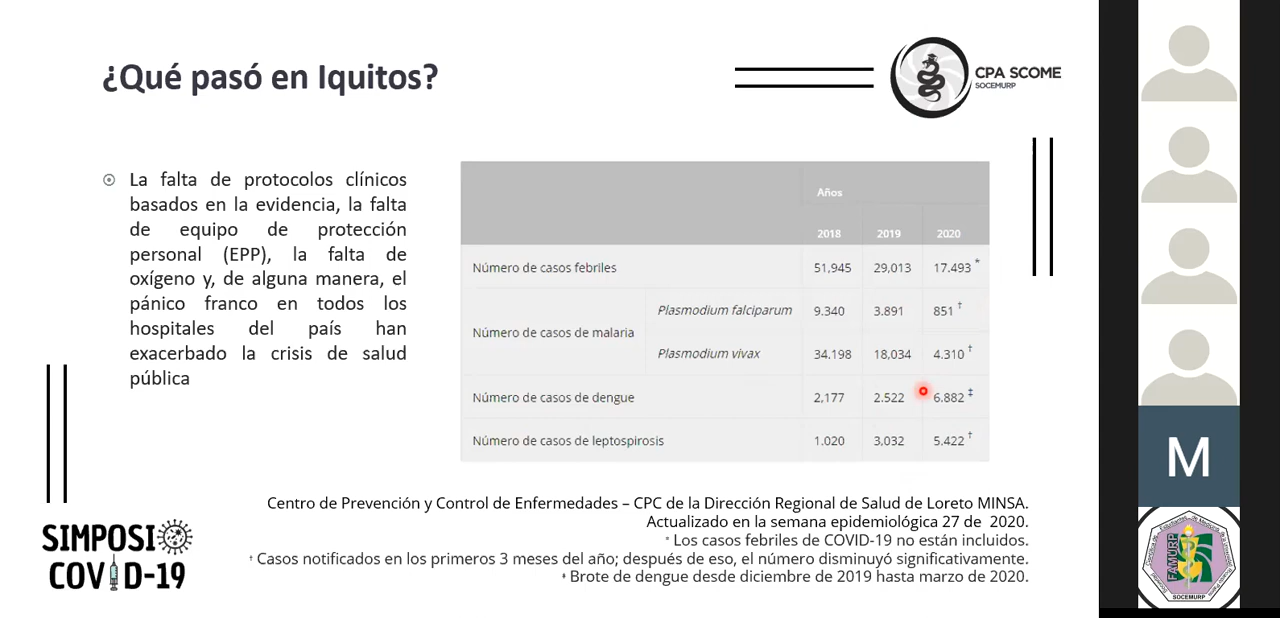 ¿Qué pasó en Iquitos?
CPA SCOME
SOCEMURP
La falta de protocolos clínicos
basados en la evidencia, la falta
de equipo de protección
personal (EPP), la falta de
oxígeno y, de alguna manera, el
pánico franco en todos los
hospitales del país han
exacerbado la crisis de salud
pública
Años
2018 2019 2020
Número de casos febriles 51,945 29,013 17.493 *
Número de casos de malaria
Plasmodium falciparum 9.340 3.891 851 †
Plasmodium vivax 34.198 18,034 4.310 †
Número de casos de dengue 2,177 2.522 6.882 ‡
Número de casos de leptospirosis 1.020 3,032 5.422 †
Centro de Prevención y Control de Enfermedades – CPC de la Dirección Regional de Salud de Loreto MINSA.
Actualizado en la semana epidemiológica 27 de 2020.
* Los casos febriles de COVID-19 no están incluidos.
† Casos notificados en los primeros 3 meses del año; después de eso, el número disminuyó significativamente.
‡ Brote de dengue desde diciembre de 2019 hasta marzo de 2020.
SIMPOSI
COV D-19
M
FAMURP
SOCEMURP